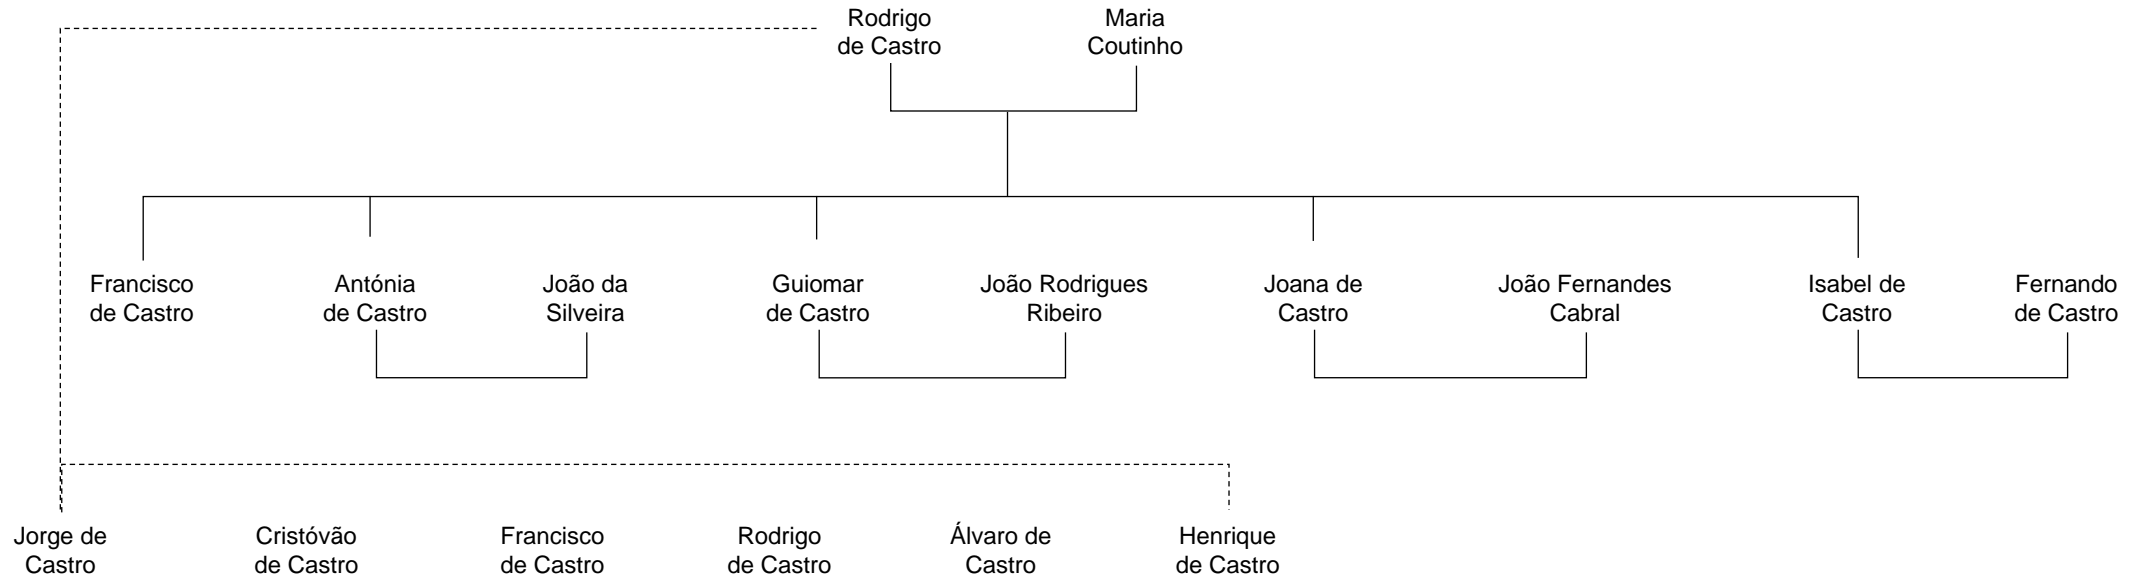 Rodrigo
de Castro
Maria
Coutinho
Francisco
de Castro
Antónia
de Castro
João da
Silveira
Guiomar
de Castro
João Rodrigues
Ribeiro
Joana de
Castro
João Fernandes
Cabral
Isabel de
Castro
Fernando
de Castro
Jorge de
Castro
Cristóvão
de Castro
Francisco
de Castro
Rodrigo
de Castro
Álvaro de
Castro
Henrique
de Castro